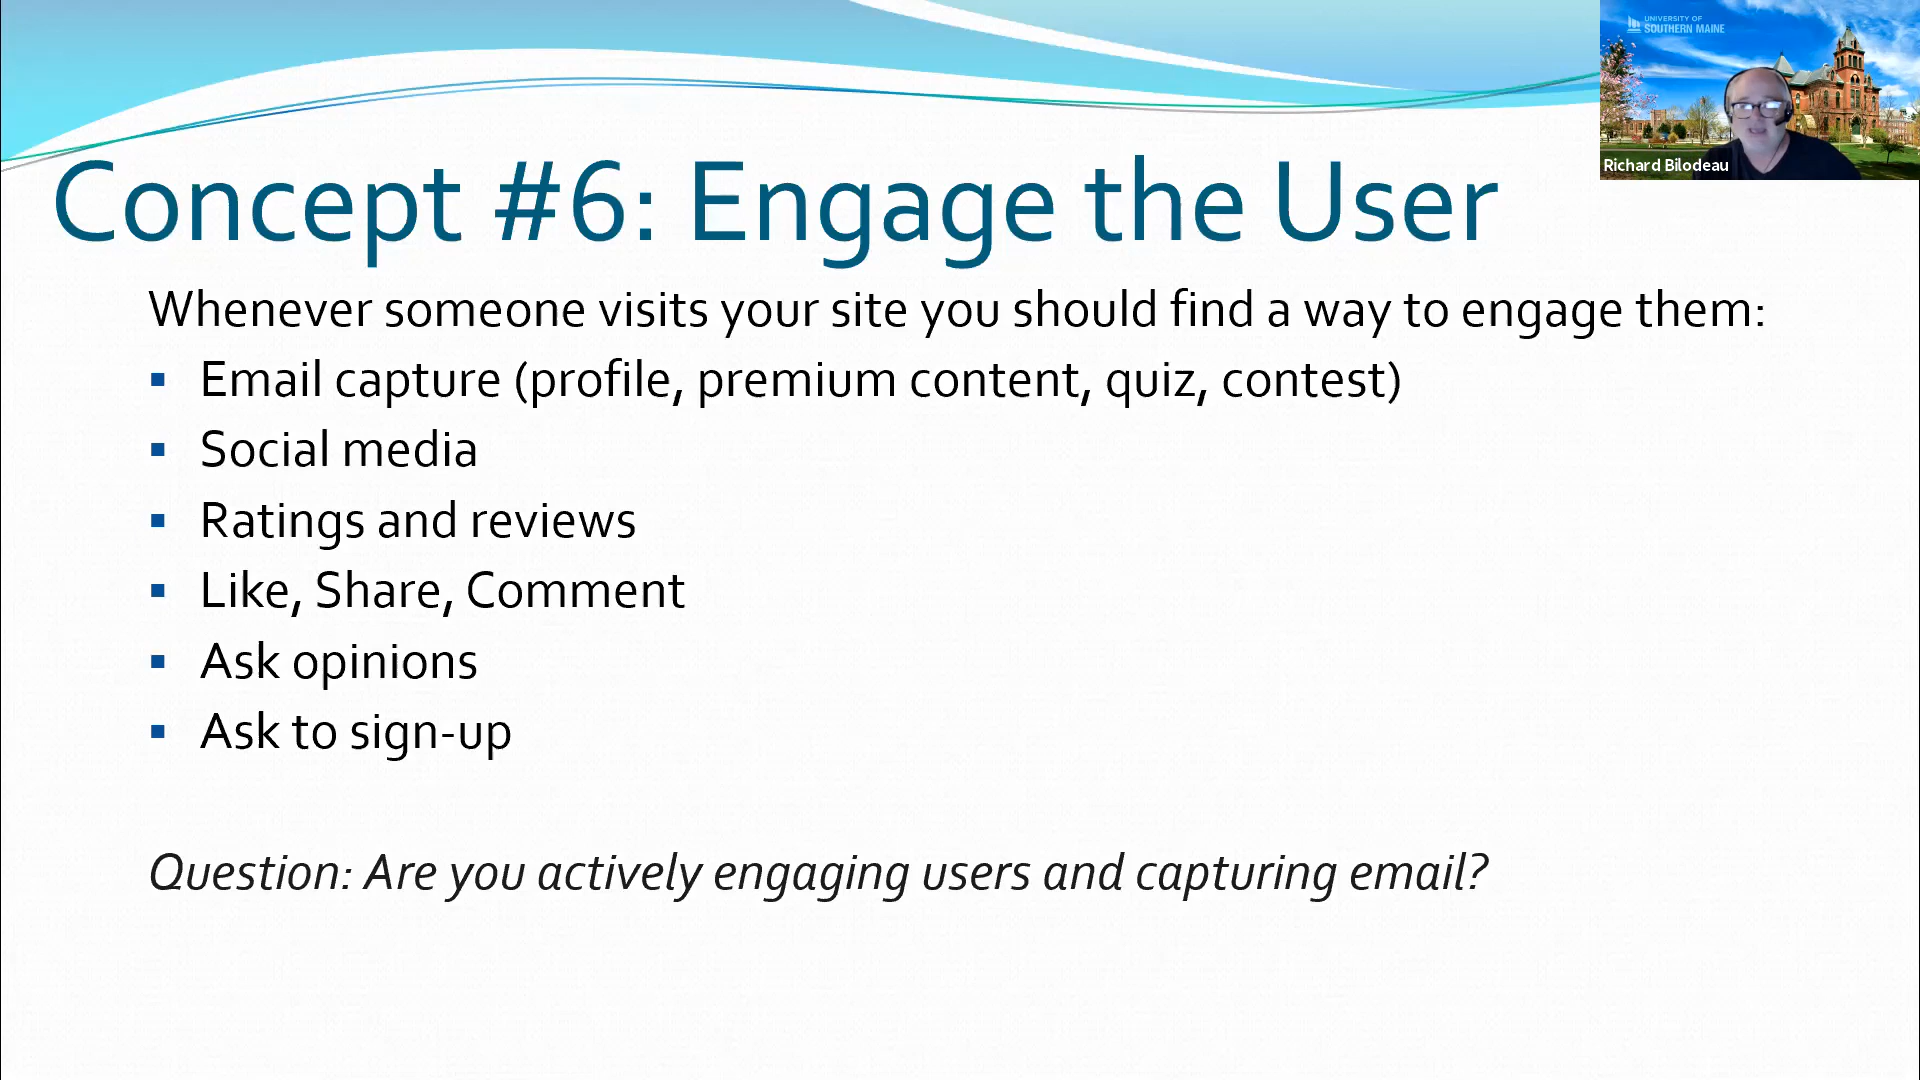 UNIVERSITY OF
SOUTHERN MAINE
Richard Bilodeau
Concept #6: Engage the User
Whenever someone visits your site you should find a way to engage them:
▪ Email capture (profile, premium content, quiz, contest)
▪ Social media
▪ Ratings and reviews
▪ Like, Share, Comment
▪ Ask opinions
▪ Ask to sign-up
Question: Are you actively engaging users and capturing email?